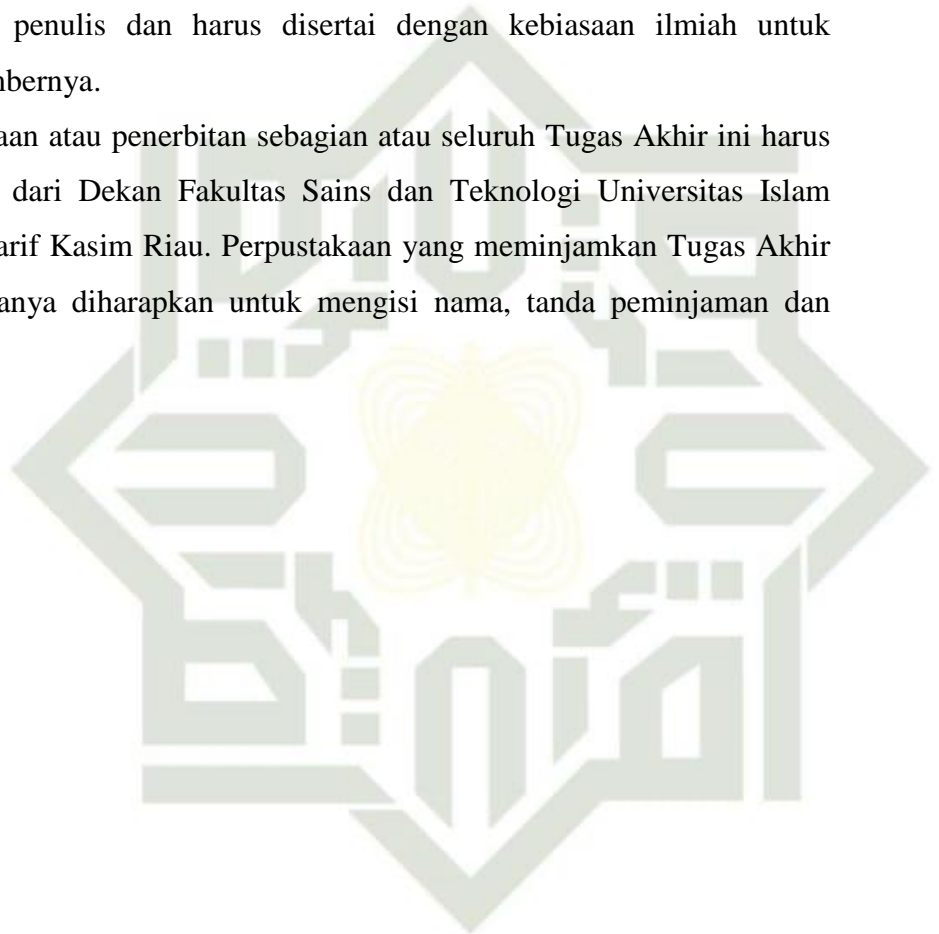 penulis dan harus disertai dengan kebiasaan ilmiah untuk
mbernya.
aan atau penerbitan sebagian atau seluruh Tugas Akhir ini harus
dari Dekan Fakultas Sains dan Teknologi Universitas Islam
arif Kasim Riau. Perpustakaan yang meminjamkan Tugas Akhir
anya diharapkan untuk mengisi nama, tanda peminjaman dan